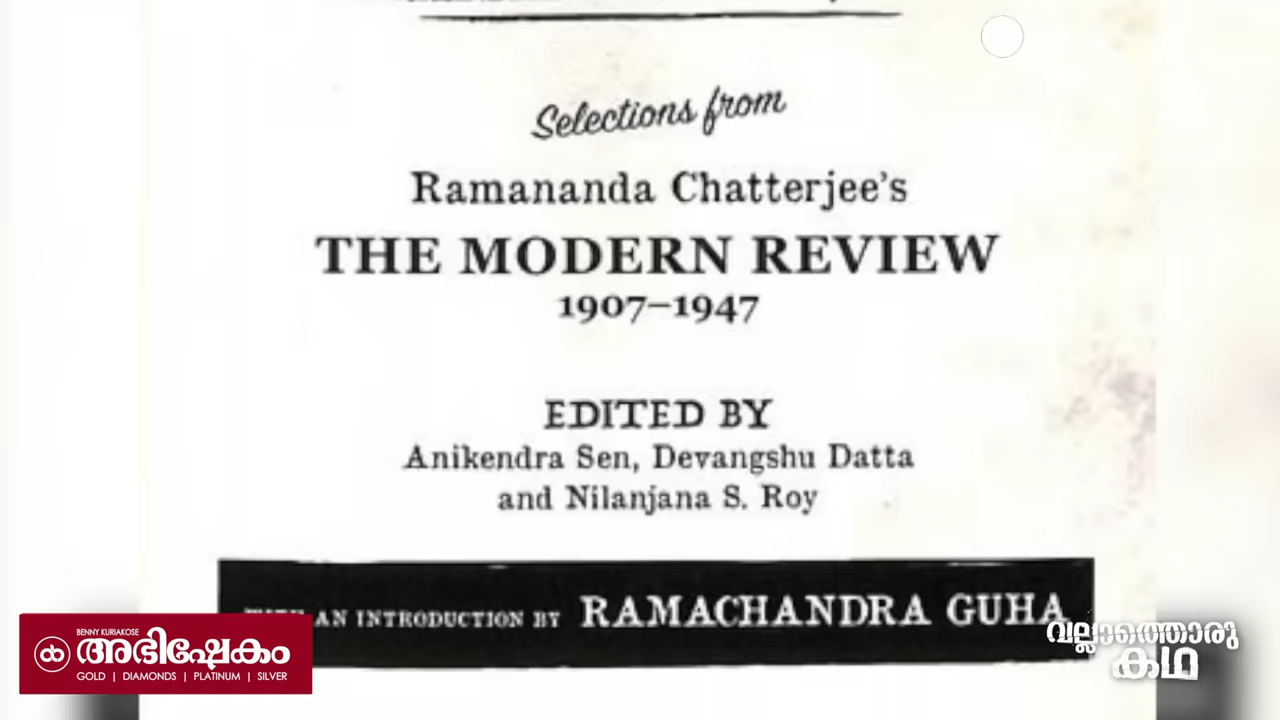 Selections from
Ramananda Chatterjee's
THE MODERN REVIEW
1907–1947
EDITED BY
Anikendra Sen, Devangshu Datta
and Nilanjana S. Roy
WITH AN INTRODUCTION BY RAMACHANDRA GUHA
BENNY KURIAKOSE
അഭിഷേകം
GOLD | DIAMONDS | PLATINUM | SILVER
വല്ലാത്തൊരു
കഥ